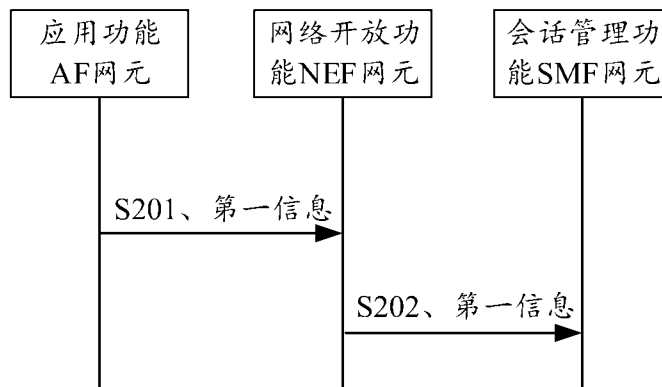 应用功能
AF网元
网络开放功
能NEF网元
会话管理功
能SMF网元
S201、第一信息
S202、第一信息